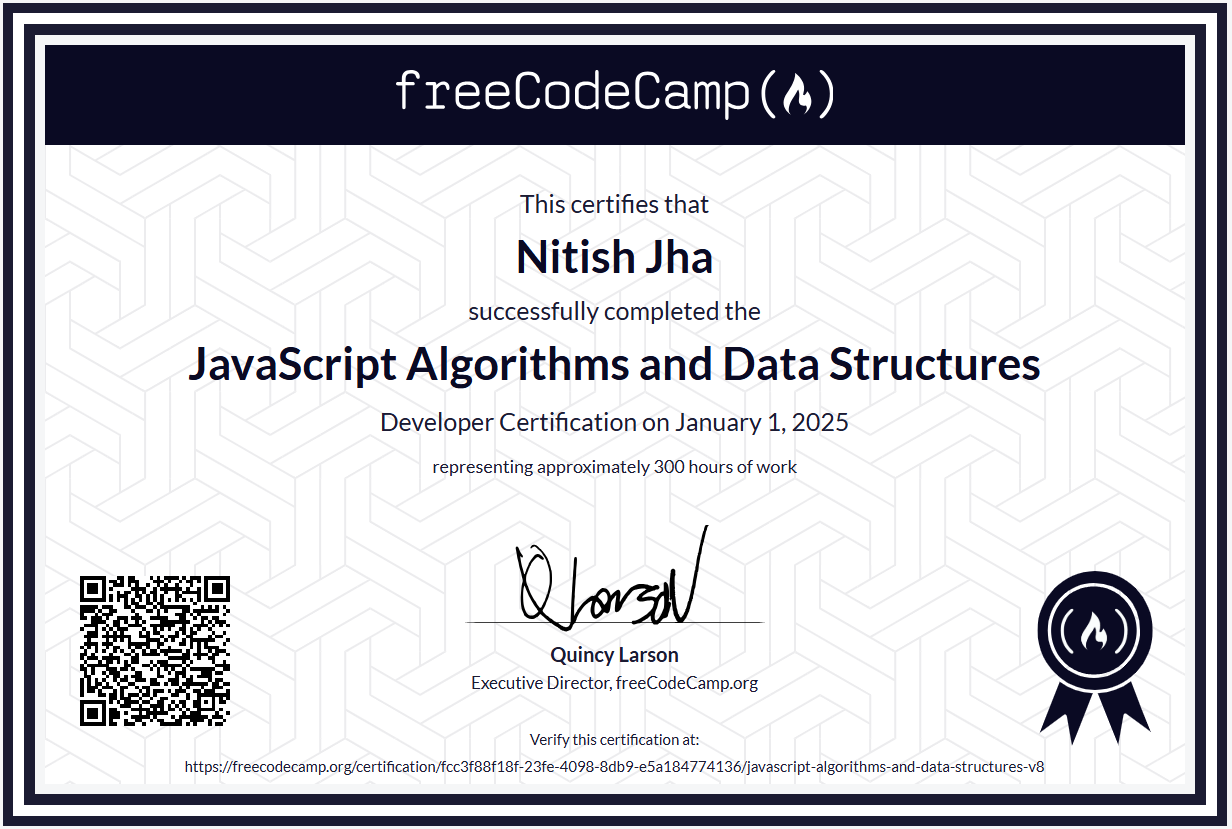 freeCodeCamp
This certifies that
Nitish Jha
successfully completed the
JavaScript Algorithms and Data Structures
Developer Certification on January 1, 2025
representing approximately 300 hours of work
Quincy Larson
Executive Director, freeCodeCamp.org
Verify this certification at:
https://freecodecamp.org/certification/fcc3f88f18f-23fe-4098-8db9-e5a184774136/javascript-algorithms-and-data-structures-v8